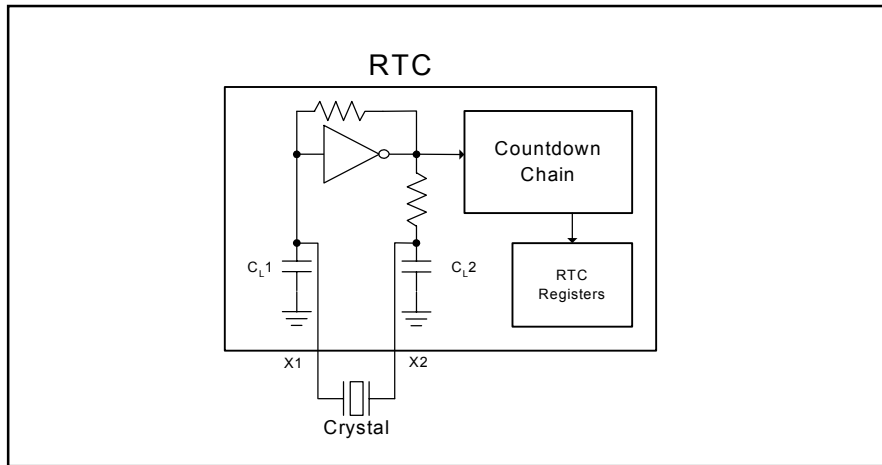 RTC
Countdown
Chain
CL1
CL2
RTC
Registers
X1
X2
Crystal